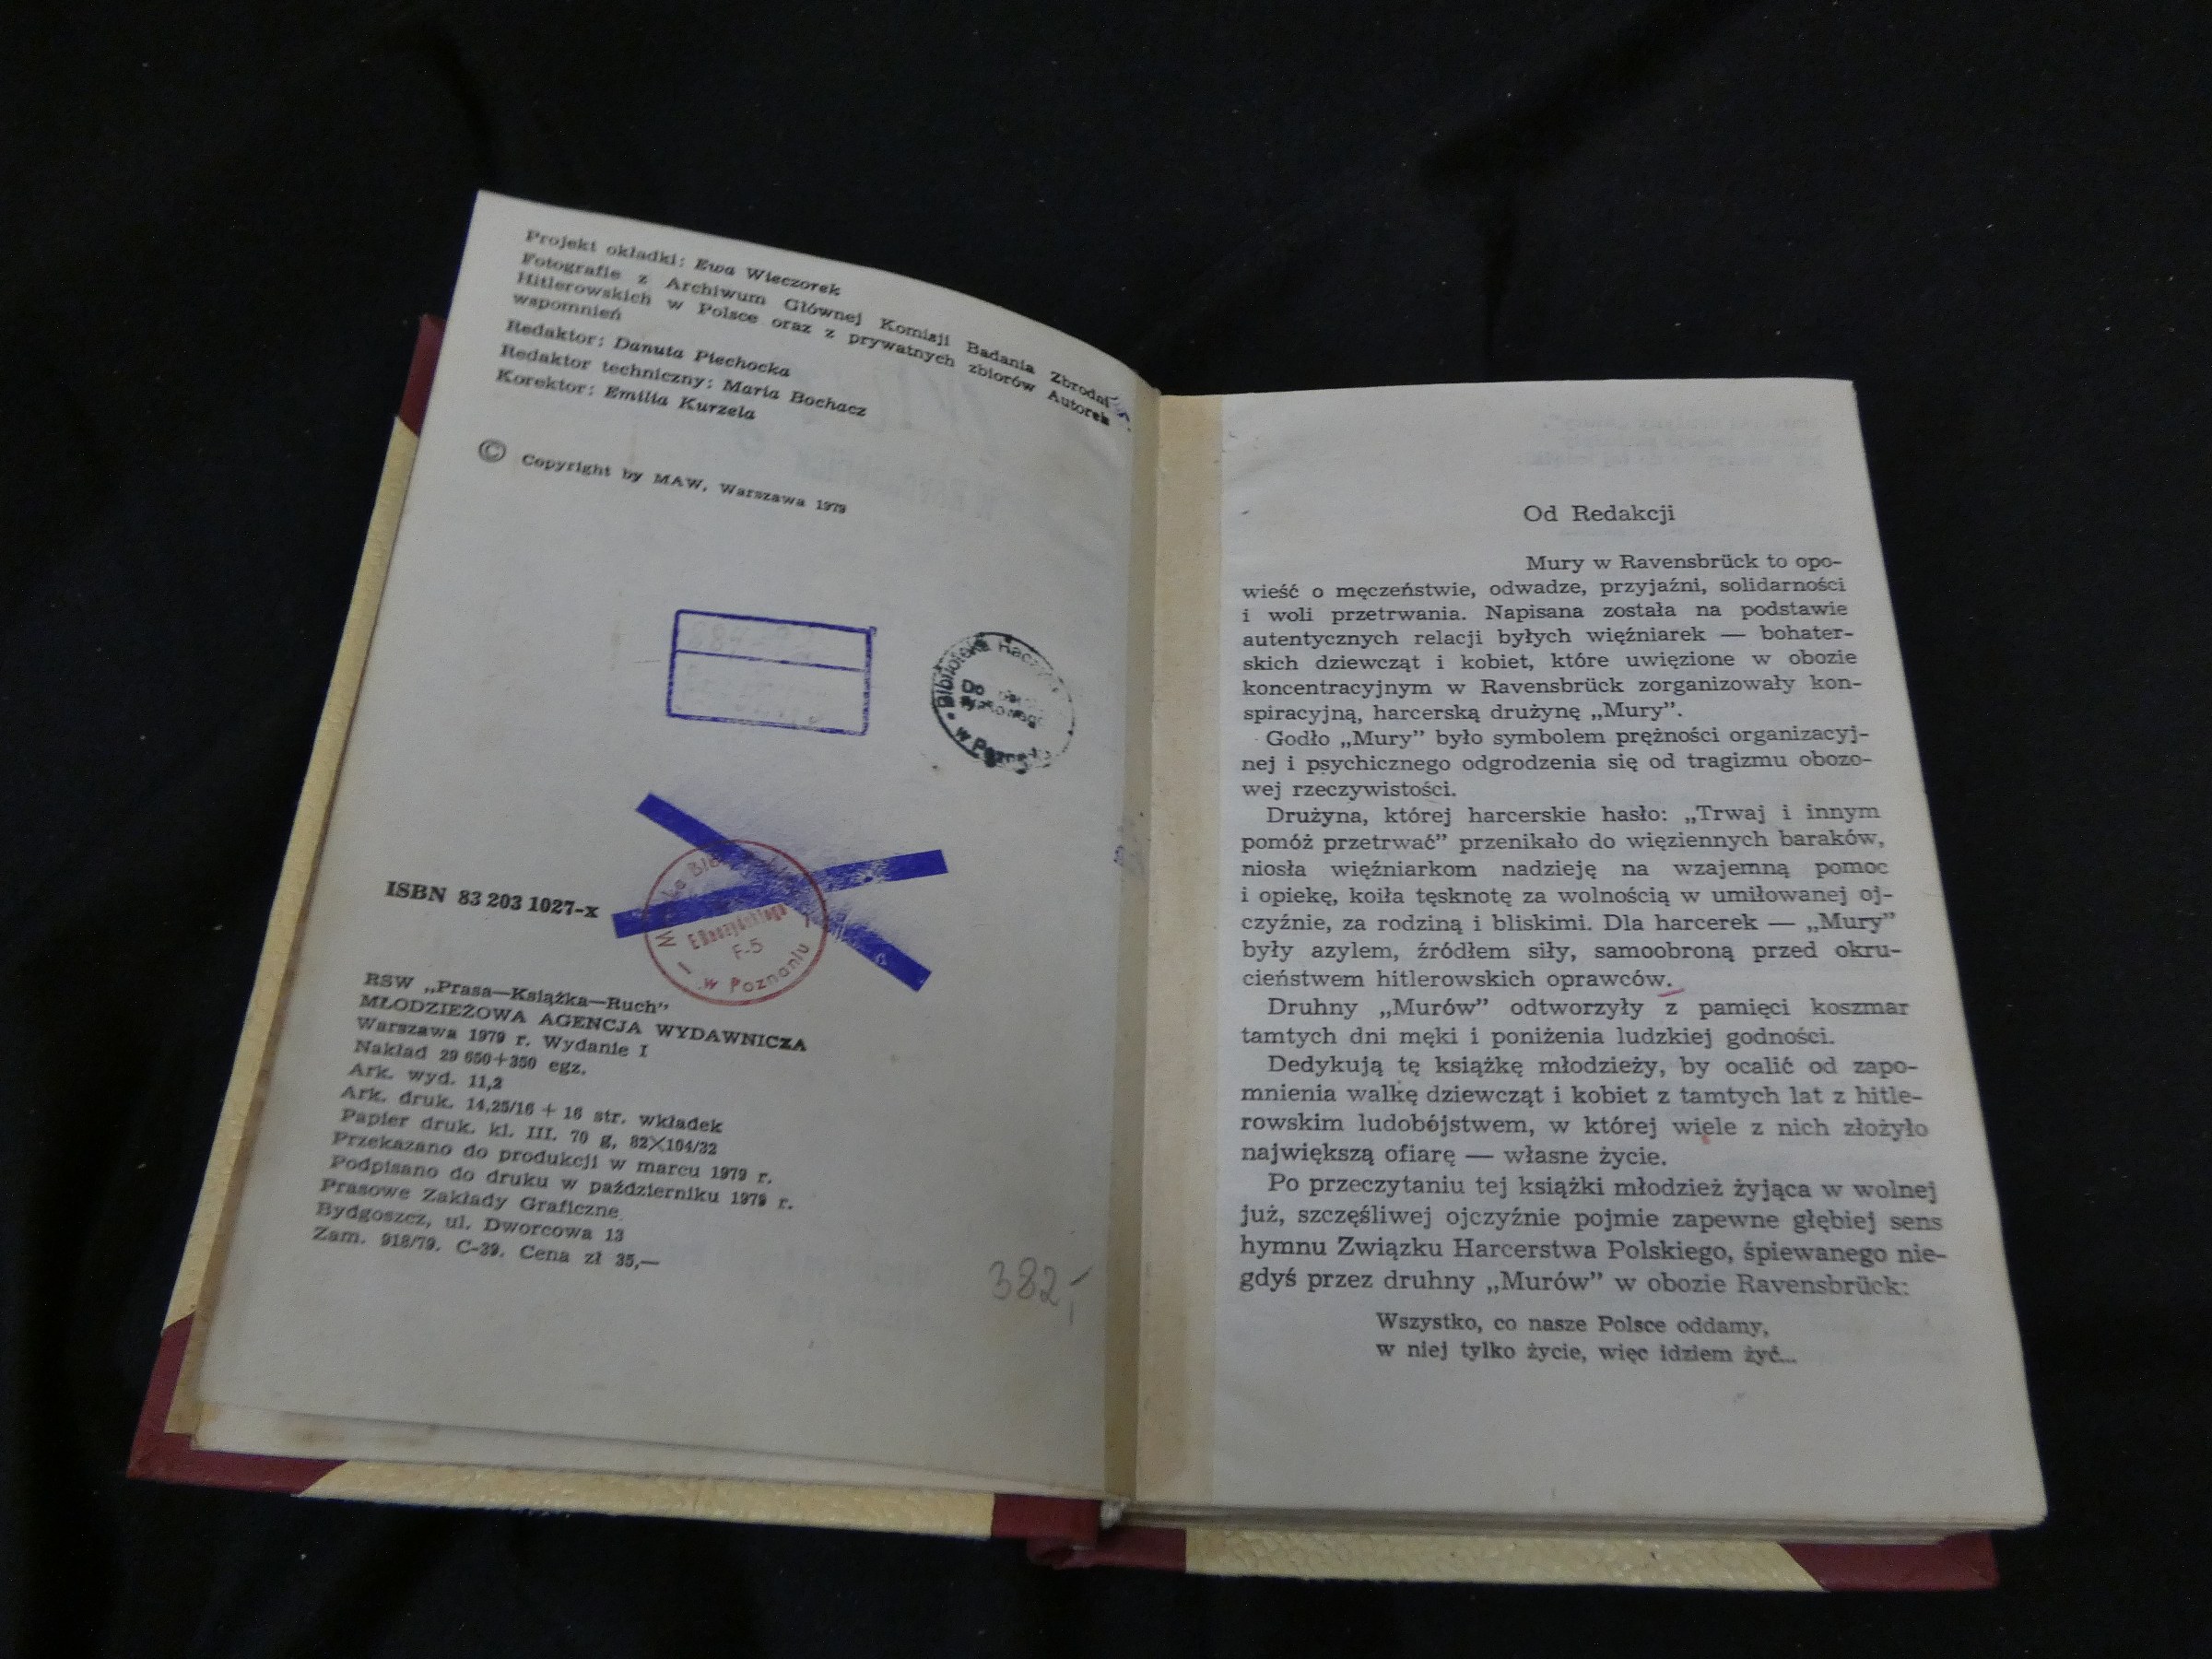 Projekt okładki: Ewa Wieczorek
Fotografie z Archiwum Głównej Komisji Badania Zbrodni
Hitlerowskich w Polsce oraz z prywatnych zbiorów Autorek
wspomnień
Redaktor: Danuta Piechocka
Redaktor techniczny: Maria Bochacz
Korektor: Emilia Kurzela
© Copyright by MAW, Warszawa 1979
Biblioteka
Do
w
E Raczyńskiego
F-5
w Poznaniu
ISBN 83 203 1027-x
RSW „Prasa—Książka—Ruch”
MŁODZIEŻOWA AGENCJA WYDAWNICZA
Warszawa 1979 r. Wydanie I
Nakład 29 650+350 egz.
Ark. wyd. 11,2
Ark. druk. 14,25/16 + 16 str. wkładek
Papier druk. kl. III. 70 g, 82×104/32
Przekazano do produkcji w marcu 1979 r.
Podpisano do druku w październiku 1979 r.
Prasowe Zakłady Graficzne
Bydgoszcz, ul. Dworcowa 13
Zam. 918/79. C-39. Cena zł 35,—
382,-
Od Redakcji
Mury w Ravensbrück to opo-
wieść o męczeństwie, odwadze, przyjaźni, solidarności
i woli przetrwania. Napisana została na podstawie
autentycznych relacji byłych więźniarek — bohater-
skich dziewcząt i kobiet, które uwięzione w obozie
koncentracyjnym w Ravensbrück zorganizowały kon-
spiracyjną, harcerską drużynę „Mury”.
Godło „Mury” było symbolem prężności organizacyj-
nej i psychicznego odgrodzenia się od tragizmu obozo-
wej rzeczywistości.
Drużyna, której harcerskie hasło: „Trwaj i innym
pomóż przetrwać” przenikało do więziennych baraków,
niosła więźniarkom nadzieję na wzajemną pomoc
i opiekę, koiła tęsknotę za wolnością w umiłowanej oj-
czyźnie, za rodziną i bliskimi. Dla harcerek — „Mury”
były azylem, źródłem siły, samoobroną przed okru-
cieństwem hitlerowskich oprawców.
Druhny „Murów” odtworzyły z pamięci koszmar
tamtych dni męki i poniżenia ludzkiej godności.
Dedykują tę książkę młodzieży, by ocalić od zapo-
mnienia walkę dziewcząt i kobiet z tamtych lat z hitle-
rowskim ludobójstwem, w której wiele z nich złożyło
największą ofiarę — własne życie.
Po przeczytaniu tej książki młodzież żyjąca w wolnej
już, szczęśliwej ojczyźnie pojmie zapewne głębiej sens
hymnu Związku Harcerstwa Polskiego, śpiewanego nie-
gdyś przez druhny „Murów” w obozie Ravensbrück:
Wszystko, co nasze Polsce oddamy,
w niej tylko życie, więc idziem żyć...